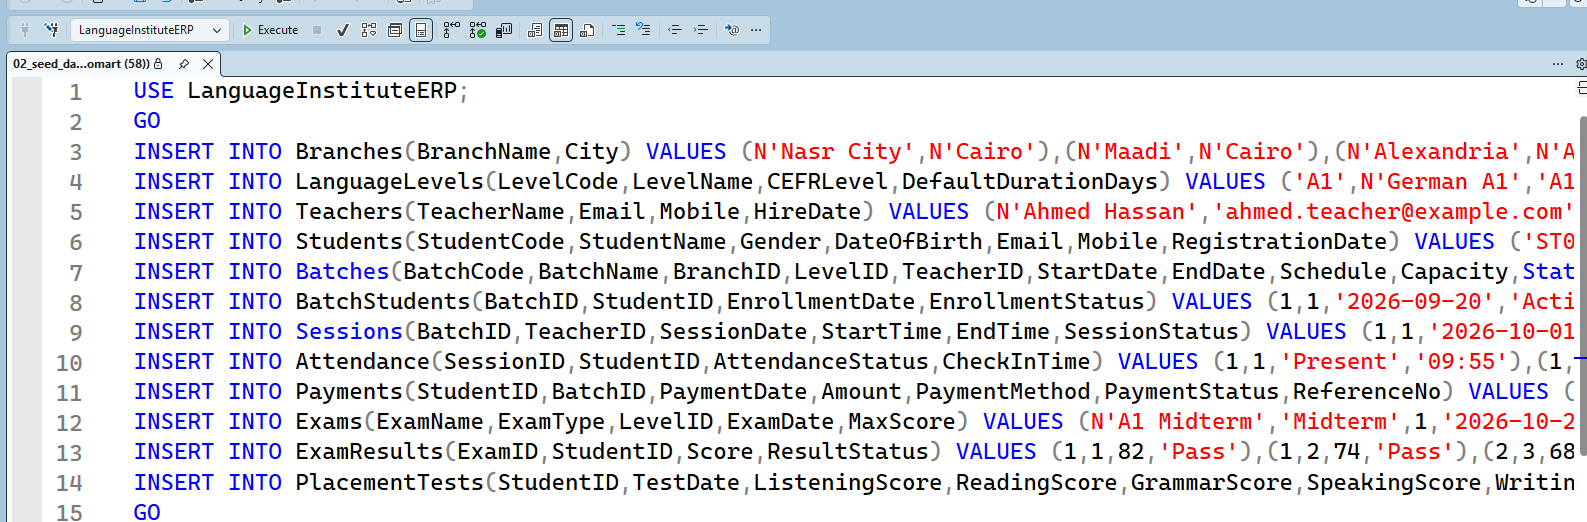 LanguageInstituteERP Execute
02_seed_da...omart (58))
1 USE LanguageInstituteERP;
2 GO
3 INSERT INTO Branches(BranchName,City) VALUES (N'Nasr City',N'Cairo'),(N'Maadi',N'Cairo'),(N'Alexandria',N'A
4 INSERT INTO LanguageLevels(LevelCode,LevelName,CEFRLevel,DefaultDurationDays) VALUES ('A1',N'German A1','A1
5 INSERT INTO Teachers(TeacherName,Email,Mobile,HireDate) VALUES (N'Ahmed Hassan','ahmed.teacher@example.com'
6 INSERT INTO Students(StudentCode,StudentName,Gender,DateOfBirth,Email,Mobile,RegistrationDate) VALUES ('ST0
7 INSERT INTO Batches(BatchCode,BatchName,BranchID,LevelID,TeacherID,StartDate,EndDate,Schedule,Capacity,Stat
8 INSERT INTO BatchStudents(BatchID,StudentID,EnrollmentDate,EnrollmentStatus) VALUES (1,1,'2026-09-20','Acti
9 INSERT INTO Sessions(BatchID,TeacherID,SessionDate,StartTime,EndTime,SessionStatus) VALUES (1,1,'2026-10-01
10 INSERT INTO Attendance(SessionID,StudentID,AttendanceStatus,CheckInTime) VALUES (1,1,'Present','09:55'),(1,
11 INSERT INTO Payments(StudentID,BatchID,PaymentDate,Amount,PaymentMethod,PaymentStatus,ReferenceNo) VALUES (
12 INSERT INTO Exams(ExamName,ExamType,LevelID,ExamDate,MaxScore) VALUES (N'A1 Midterm','Midterm',1,'2026-10-2
13 INSERT INTO ExamResults(ExamID,StudentID,Score,ResultStatus) VALUES (1,1,82,'Pass'),(1,2,74,'Pass'),(2,3,68
14 INSERT INTO PlacementTests(StudentID,TestDate,ListeningScore,ReadingScore,GrammarScore,SpeakingScore,Writin
15 GO